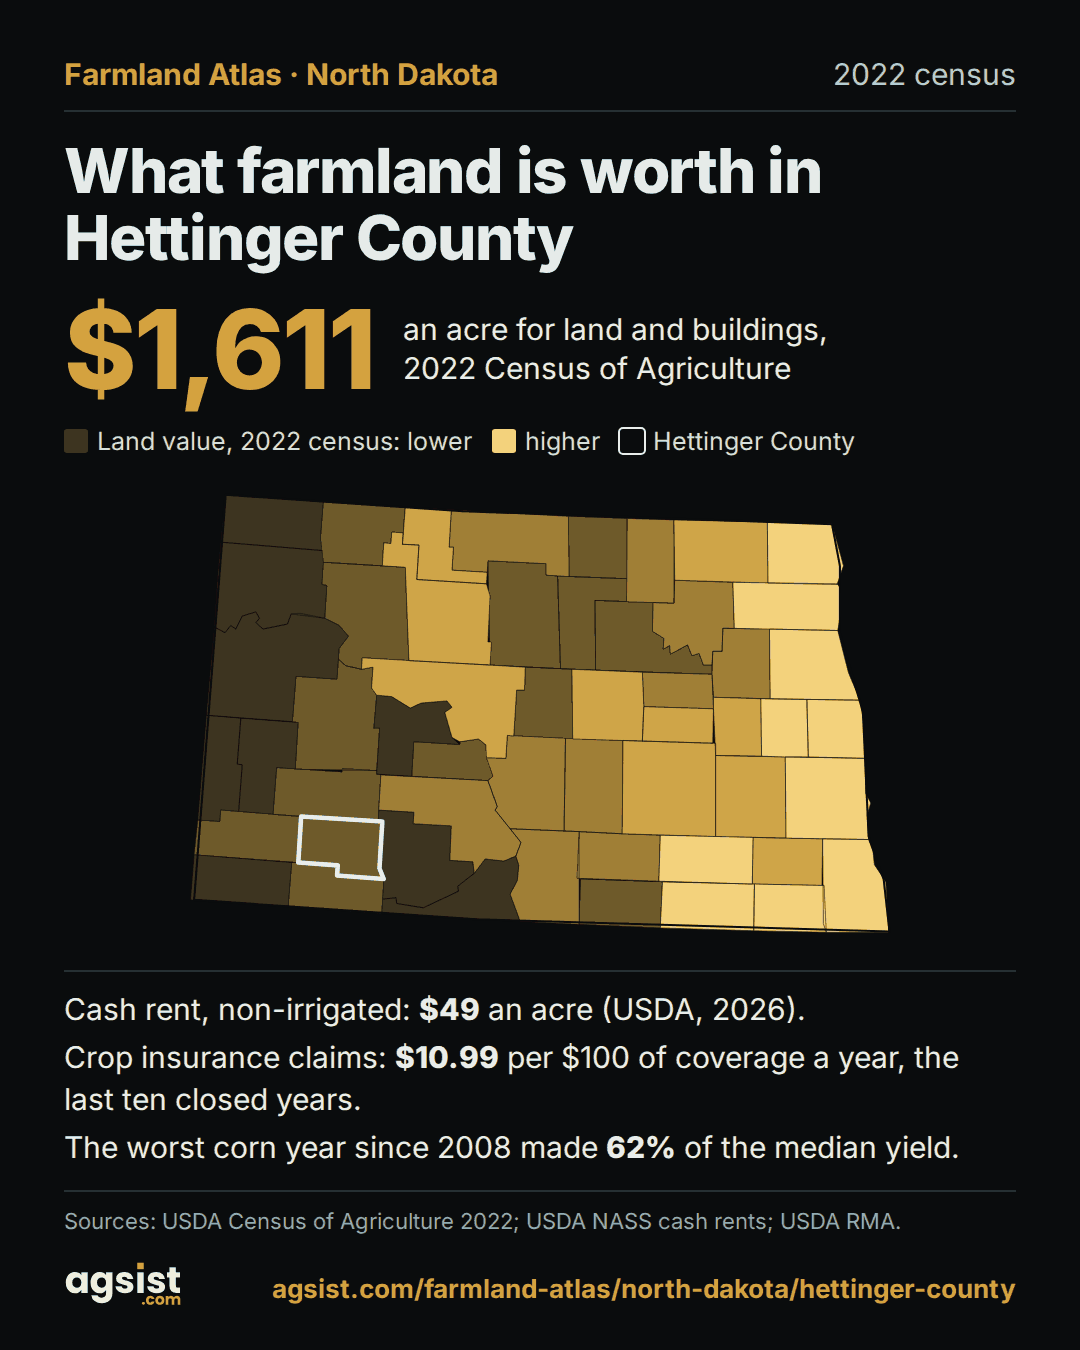 Farmland Atlas · North Dakota
2022 census
What farmland is worth in
Hettinger County
$1,611
an acre for land and buildings,
2022 Census of Agriculture
Land value, 2022 census: lower
higher
Hettinger County
Cash rent, non-irrigated: $49 an acre (USDA, 2026).
Crop insurance claims: $10.99 per $100 of coverage a year, the
last ten closed years.
The worst corn year since 2008 made 62% of the median yield.
Sources: USDA Census of Agriculture 2022; USDA NASS cash rents; USDA RMA.
agsist
.com
agsist.com/farmland-atlas/north-dakota/hettinger-county